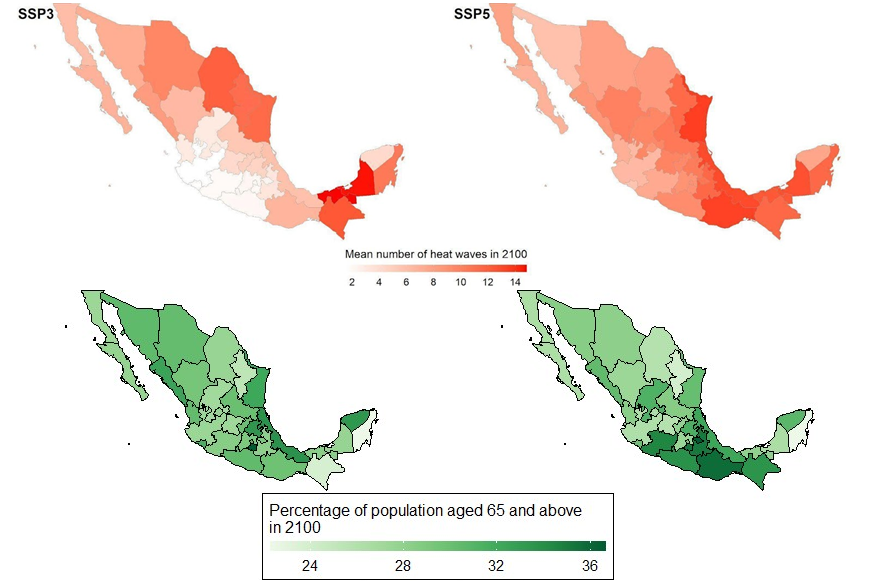 SSP3
SSP5
Mean number of heat waves in 2100
2 4 6 8 10 12 14
Percentage of population aged 65 and above
in 2100
24 28 32 36